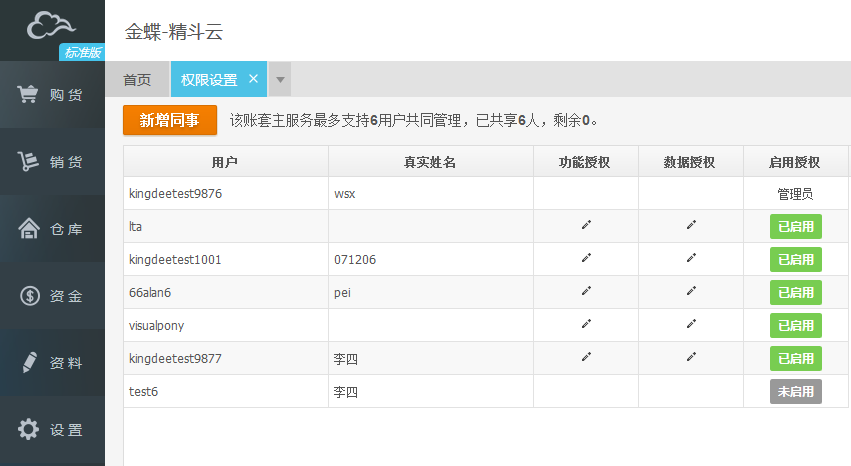 金蝶-精斗云
标准版
首页 权限设置
购货
销货
仓库
资金
资料
设置
新增同事 该账套主服务最多支持6用户共同管理，已共享6人，剩余0。
用户 真实姓名 功能授权 数据授权 启用授权
kingdeetest9876 wsx 管理员
lta 已启用
kingdeetest1001 071206 已启用
66alan6 pei 已启用
visualpony 已启用
kingdeetest9877 李四 已启用
test6 李四 未启用